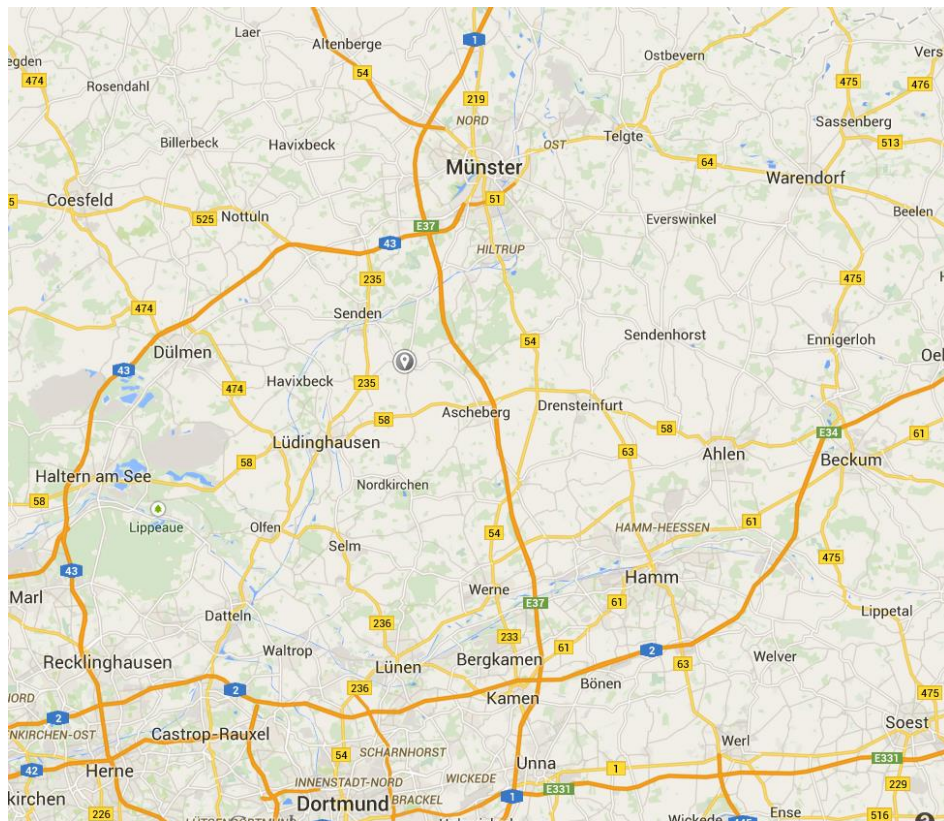 Laer
1
Altenberge
Ostbevern
Vers
egden
54
474
475
476
Rosendahl
219
NORD
Sassenberg
Telgte
Billerbeck
Havixbeck
OST
513
Münster
64
Warendorf
5
Coesfeld
51
525
Nottuln
Everswinkel
Beelen
E37
43
HILTRUP
235
475
474
Senden
Sendenhorst
Ennigerloh
54
Dülmen
Oel
43
Havixbeck
235
474
Ascheberg
Drensteinfurt
58
58
E34
61
Lüdinghausen
63
Ahlen
Beckum
58
Haltern am See
Nordkirchen
58
Lippeaue
Olfen
HAMM-HEESSEN
61
54
Selm
475
43
Hamm
Marl
Werne
E37
61
Lippetal
Datteln
236
233
Waltrop
61
2
Recklinghausen
Lünen
Bergkamen
63
Welver
NORD
2
236
Kamen
Bönen
475
2
Soest
NKIRCHEN-OST
Castrop-Rauxel
54
SCHARNHORST
Werl
42
Herne
Unna
1
E331
INNENSTADT-NORD
WICKEDE
229
kirchen
Dortmund
BRACKEL
1
E331
226
Wickede
Ense
516